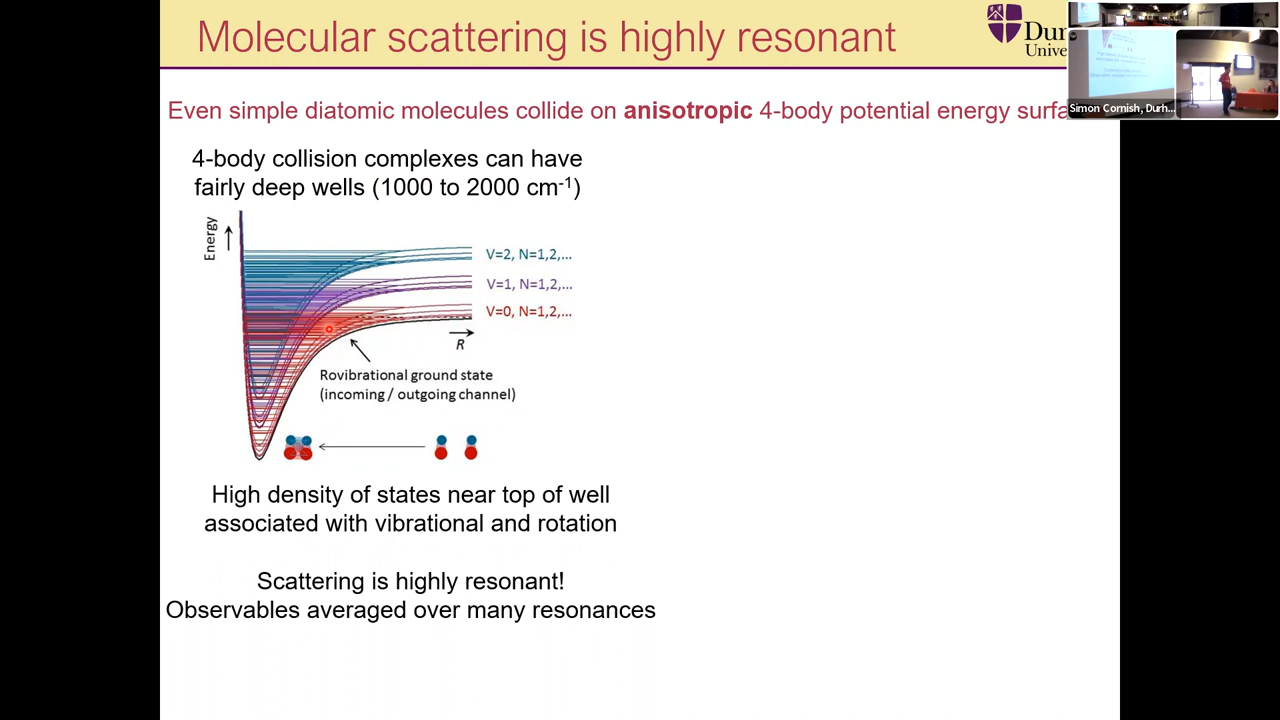 Molecular scattering is highly resonant
Even simple diatomic molecules collide on anisotropic 4-body potential energy
4-body collision complexes can have
fairly deep wells (1000 to 2000 cm-1)
Energy
V=2, N=1,2,...
V=1, N=1,2,...
V=0, N=1,2,...
R
Rovibrational ground state
(incoming / outgoing channel)
High density of states near top of well
associated with vibrational and rotation
Scattering is highly resonant!
Observables averaged over many resonances
Simon Cornish, Durh...